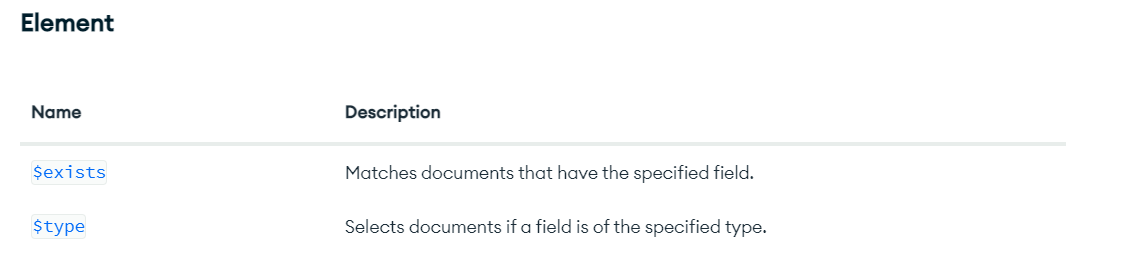 Element
Name Description
$exists Matches documents that have the specified field.
$type Selects documents if a field is of the specified type.